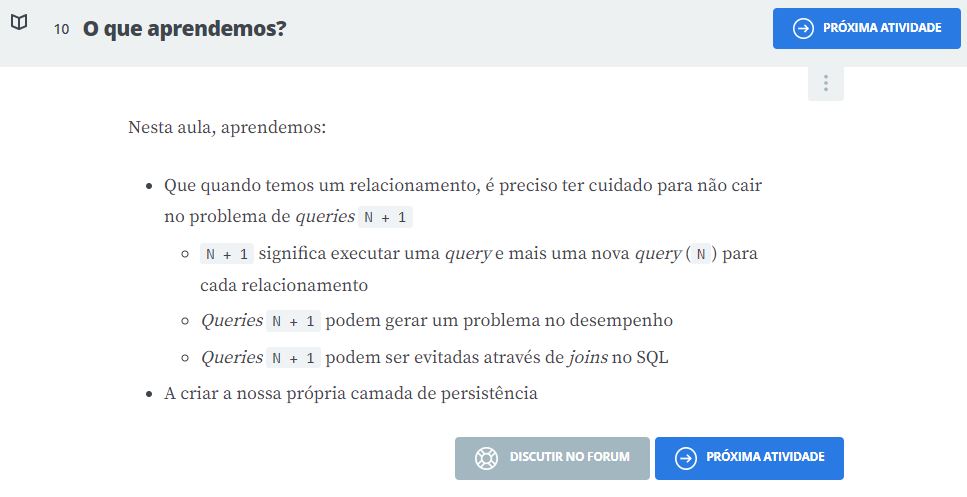 10 O que aprendemos?
PRÓXIMA ATIVIDADE
Nesta aula, aprendemos:
Que quando temos um relacionamento, é preciso ter cuidado para não cair
no problema de queries N + 1
N + 1 significa executar uma query e mais uma nova query ( N ) para
cada relacionamento
Queries N + 1 podem gerar um problema no desempenho
Queries N + 1 podem ser evitadas através de joins no SQL
A criar a nossa própria camada de persistência
DISCUTIR NO FORUM
PRÓXIMA ATIVIDADE